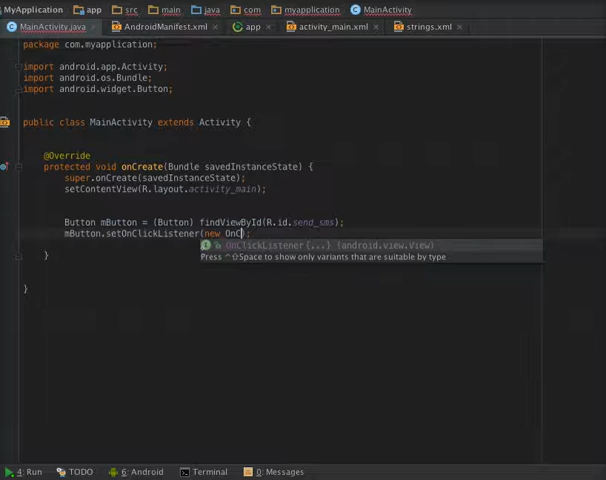 MyApplication app src main java com myapplication MainActivity
MainActivity.java AndroidManifest.xml app activity_main.xml strings.xml
package com.myapplication;
import android.app.Activity;
import android.os.Bundle;
import android.widget.Button;
public class MainActivity extends Activity {
@Override
protected void onCreate(Bundle savedInstanceState) {
super.onCreate(savedInstanceState);
setContentView(R.layout.activity_main);
Button mButton = (Button) findViewById(R.id.send_sms);
mButton.setOnClickListener(new OnC);
OnClickListener{...} (android.view.View)
Press ^⇧Space to show only variants that are suitable by type
}
}
4: Run TODO 6: Android Terminal 0: Messages